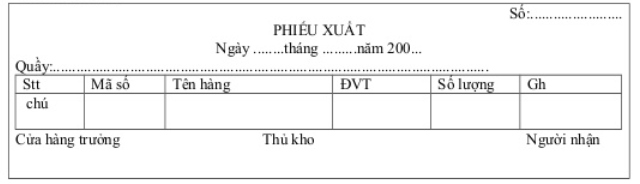 Số:.......................
PHIẾU XUẤT
Ngày ........tháng .........năm 200...
Quầy:.............................................................................................................
Stt Mã số Tên hàng ĐVT Số lượng Gh
chú
Cửa hàng trưởng Thủ kho Người nhận